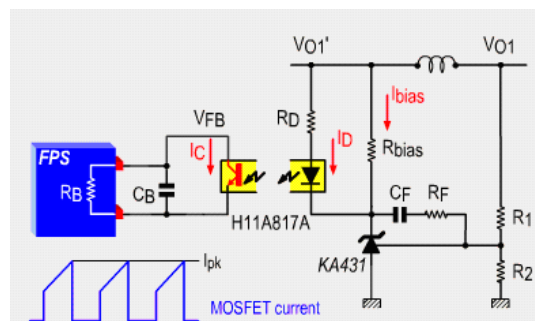 VO1'
VO1
Ibias
RD
VFB
IC
ID
Rbias
FPS
RB
CB
CF
RF
H11A817A
R1
KA431
R2
Ipk
MOSFET current